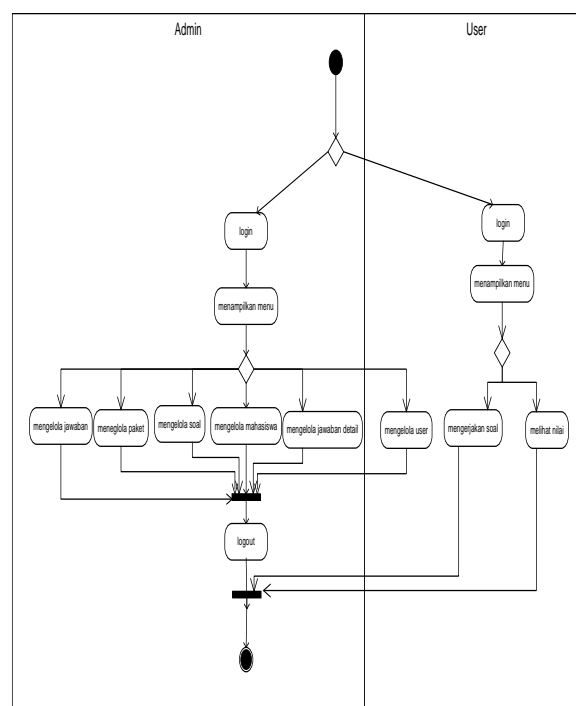 Admin
User
login
login
menampilkan menu
menampilkan menu
mengelola jawaban
meneglola paket
mengelola soal
mengelola mahasiswa
mengelola jawaban detail
mengelola user
mengerjakan soal
melihat nilai
logout